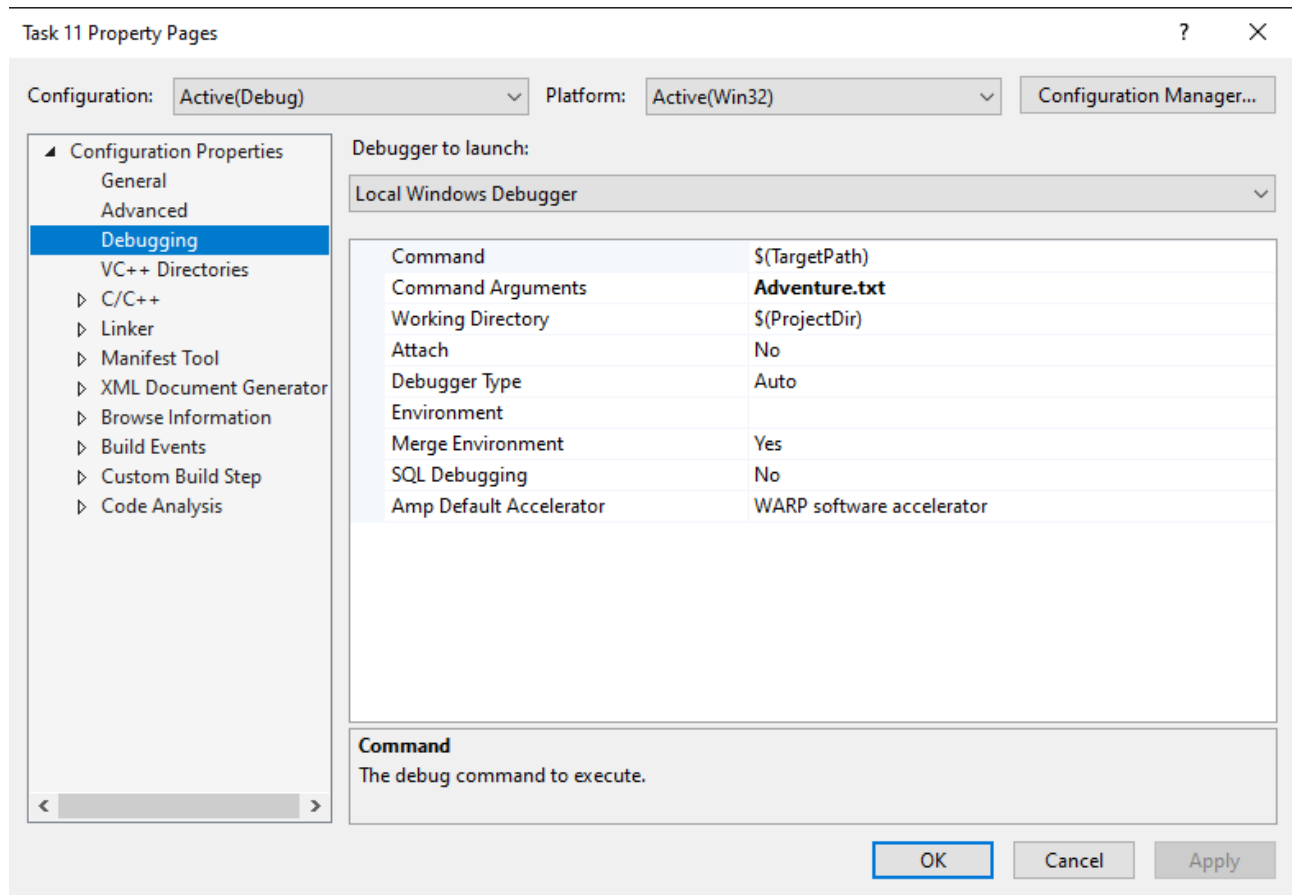 Task 11 Property Pages
?
Configuration: Active(Debug) Platform: Active(Win32) Configuration Manager...
Configuration Properties
General
Advanced
Debugging
VC++ Directories
C/C++
Linker
Manifest Tool
XML Document Generator
Browse Information
Build Events
Custom Build Step
Code Analysis
Debugger to launch:
Local Windows Debugger
Command $(TargetPath)
Command Arguments Adventure.txt
Working Directory $(ProjectDir)
Attach No
Debugger Type Auto
Environment
Merge Environment Yes
SQL Debugging No
Amp Default Accelerator WARP software accelerator
Command
The debug command to execute.
OK Cancel Apply